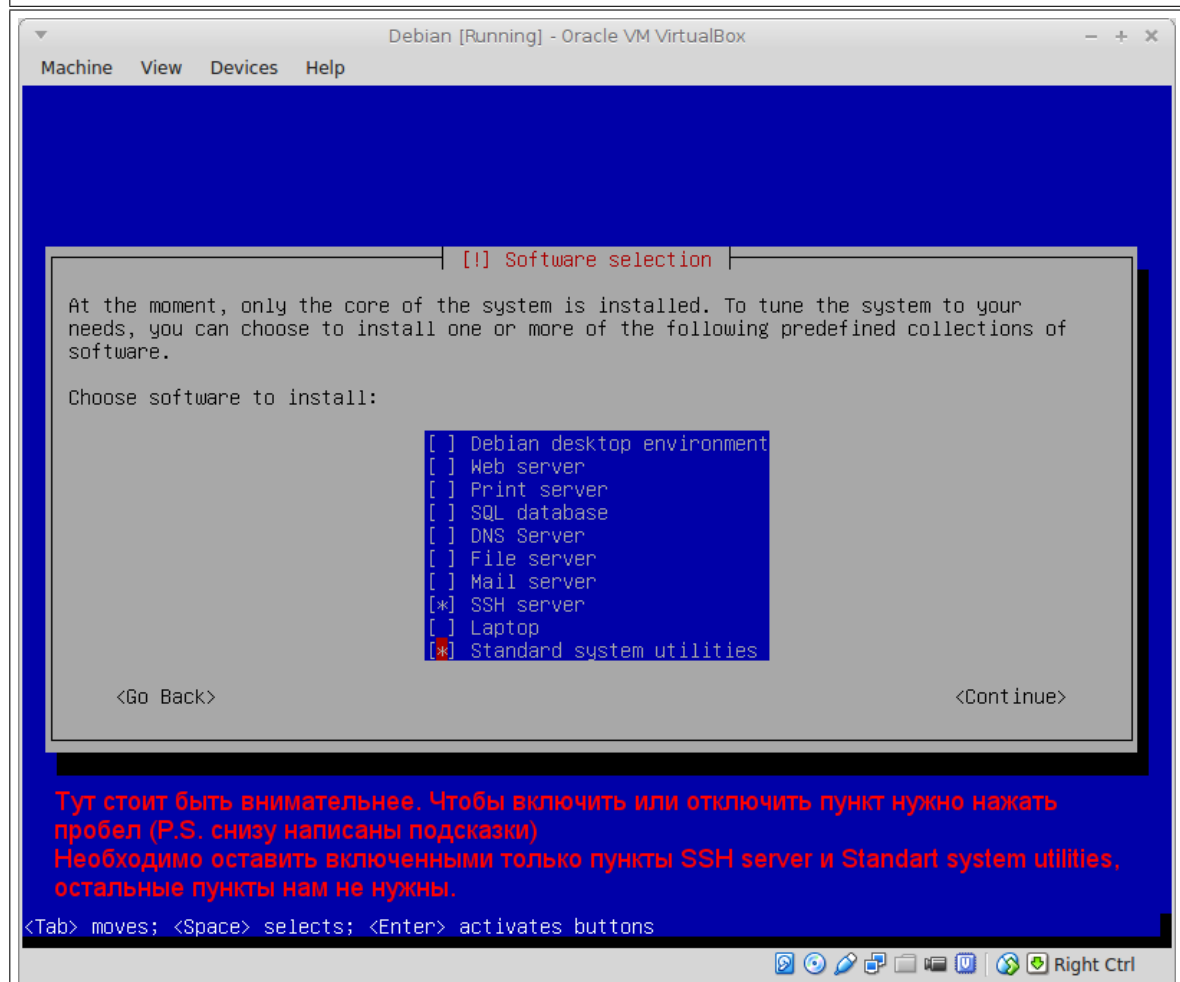 Debian [Running] - Oracle VM VirtualBox
Machine View Devices Help
[!] Software selection
At the moment, only the core of the system is installed. To tune the system to your
needs, you can choose to install one or more of the following predefined collections of
software.
Choose software to install:
[ ] Debian desktop environment
[ ] Web server
[ ] Print server
[ ] SQL database
[ ] DNS Server
[ ] File server
[ ] Mail server
[*] SSH server
[ ] Laptop
[*] Standard system utilities
<Go Back> <Continue>
Тут стоит быть внимательнее. Чтобы включить или отключить пункт нужно нажать
пробел (P.S. снизу написаны подсказки)
Необходимо оставить включенными только пункты SSH server и Standart system utilities,
остальные пункты нам не нужны.
<Tab> moves; <Space> selects; <Enter> activates buttons
Right Ctrl